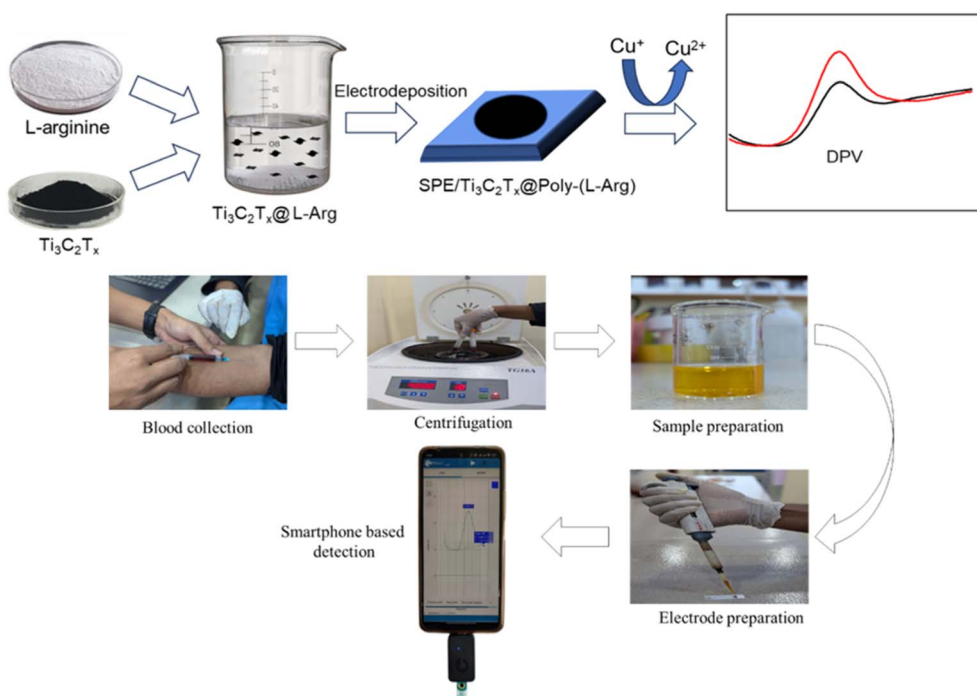 L-arginine
Ti₃C₂Tₓ
Ti₃C₂Tₓ@L-Arg
Electrodeposition
SPE/Ti₃C₂Tₓ@Poly-(L-Arg)
Cu⁺
Cu²⁺
DPV
Blood collection
TG16A
Centrifugation
Sample preparation
Electrode preparation
Smartphone based
detection